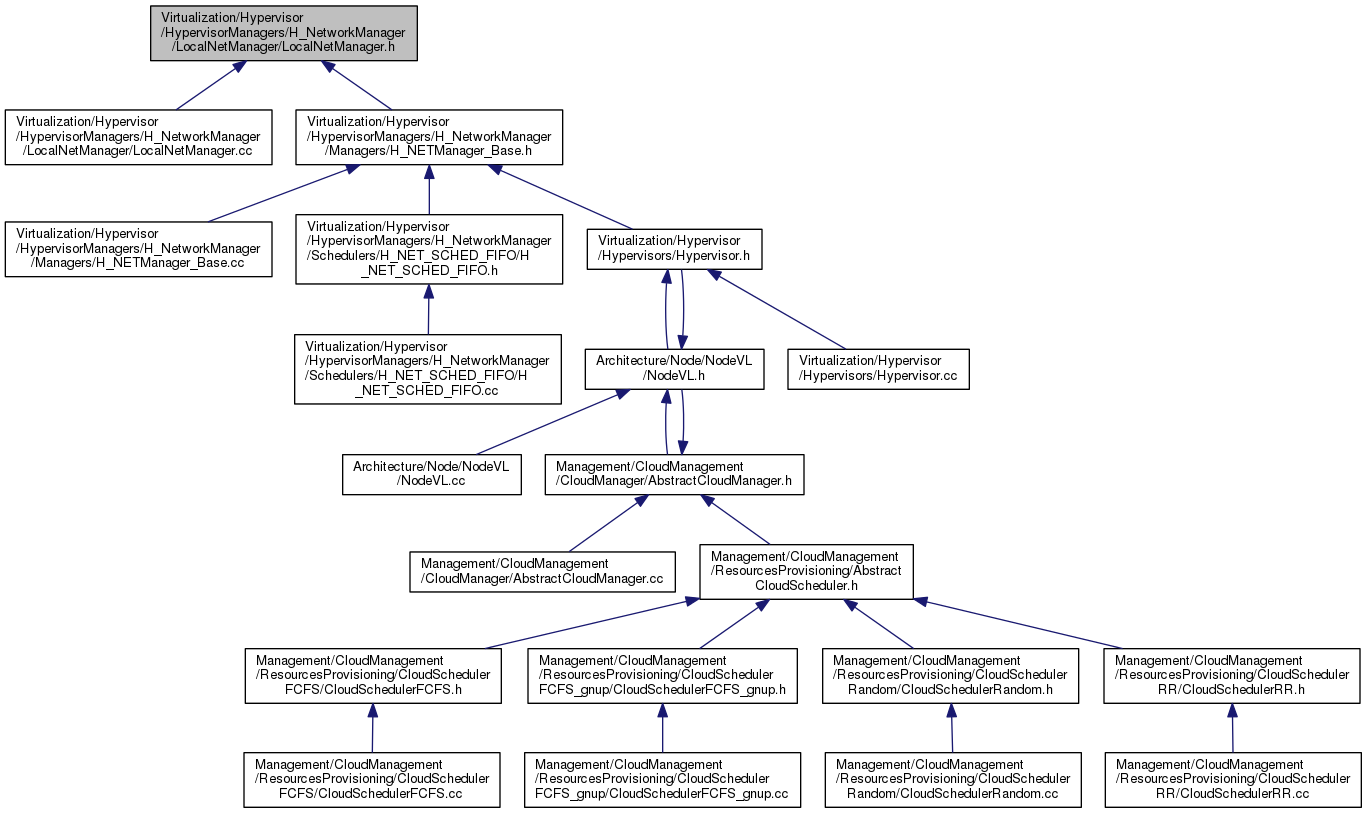 Virtualization/Hypervisor
/HypervisorManagers/H_NetworkManager
/LocalNetManager/LocalNetManager.h
Virtualization/Hypervisor
/HypervisorManagers/H_NetworkManager
/LocalNetManager/LocalNetManager.cc
Virtualization/Hypervisor
/HypervisorManagers/H_NetworkManager
/Managers/H_NETManager_Base.h
Virtualization/Hypervisor
/HypervisorManagers/H_NetworkManager
/Managers/H_NETManager_Base.cc
Virtualization/Hypervisor
/HypervisorManagers/H_NetworkManager
/Schedulers/H_NET_SCHED_FIFO/H
_NET_SCHED_FIFO.h
Virtualization/Hypervisor
/Hypervisors/Hypervisor.h
Virtualization/Hypervisor
/HypervisorManagers/H_NetworkManager
/Schedulers/H_NET_SCHED_FIFO/H
_NET_SCHED_FIFO.cc
Architecture/Node/NodeVL
/NodeVL.h
Virtualization/Hypervisor
/Hypervisors/Hypervisor.cc
Architecture/Node/NodeVL
/NodeVL.cc
Management/CloudManagement
/CloudManager/AbstractCloudManager.h
Management/CloudManagement
/CloudManager/AbstractCloudManager.cc
Management/CloudManagement
/ResourcesProvisioning/Abstract
CloudScheduler.h
Management/CloudManagement
/ResourcesProvisioning/CloudScheduler
FCFS/CloudSchedulerFCFS.h
Management/CloudManagement
/ResourcesProvisioning/CloudScheduler
FCFS_gnup/CloudSchedulerFCFS_gnup.h
Management/CloudManagement
/ResourcesProvisioning/CloudScheduler
Random/CloudSchedulerRandom.h
Management/CloudManagement
/ResourcesProvisioning/CloudScheduler
RR/CloudSchedulerRR.h
Management/CloudManagement
/ResourcesProvisioning/CloudScheduler
FCFS/CloudSchedulerFCFS.cc
Management/CloudManagement
/ResourcesProvisioning/CloudScheduler
FCFS_gnup/CloudSchedulerFCFS_gnup.cc
Management/CloudManagement
/ResourcesProvisioning/CloudScheduler
Random/CloudSchedulerRandom.cc
Management/CloudManagement
/ResourcesProvisioning/CloudScheduler
RR/CloudSchedulerRR.cc